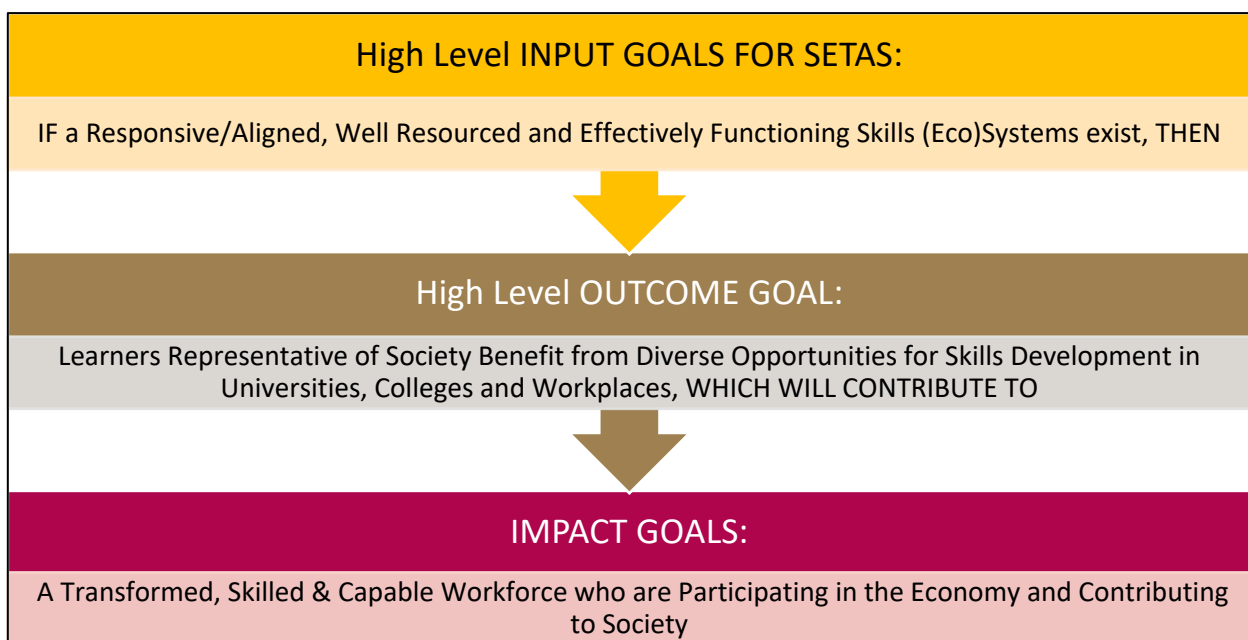 High Level INPUT GOALS FOR SETAS:
IF a Responsive/Aligned, Well Resourced and Effectively Functioning Skills (Eco)Systems exist, THEN
High Level OUTCOME GOAL:
Learners Representative of Society Benefit from Diverse Opportunities for Skills Development in
Universities, Colleges and Workplaces, WHICH WILL CONTRIBUTE TO
IMPACT GOALS:
A Transformed, Skilled & Capable Workforce who are Participating in the Economy and Contributing
to Society